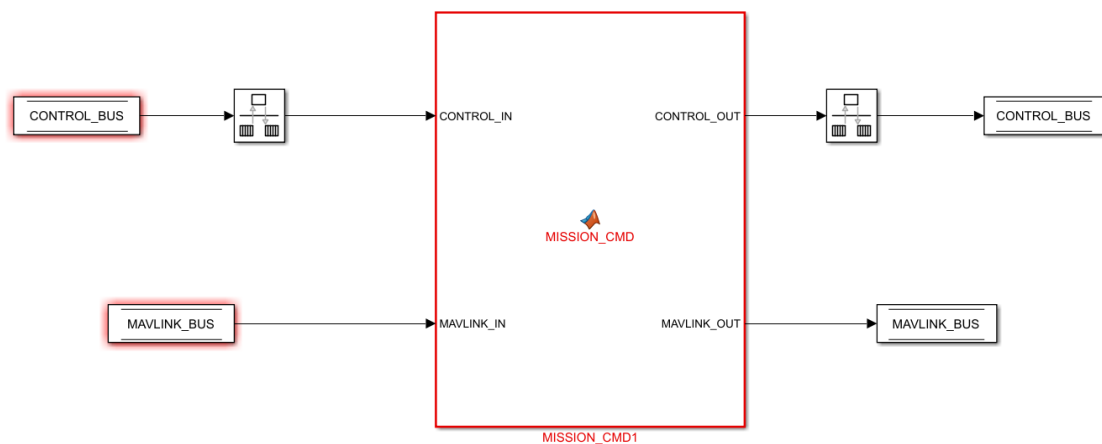 CONTROL_BUS
CONTROL_IN
CONTROL_OUT
CONTROL_BUS
MISSION_CMD
MAVLINK_BUS
MAVLINK_IN
MAVLINK_OUT
MAVLINK_BUS
MISSION_CMD1